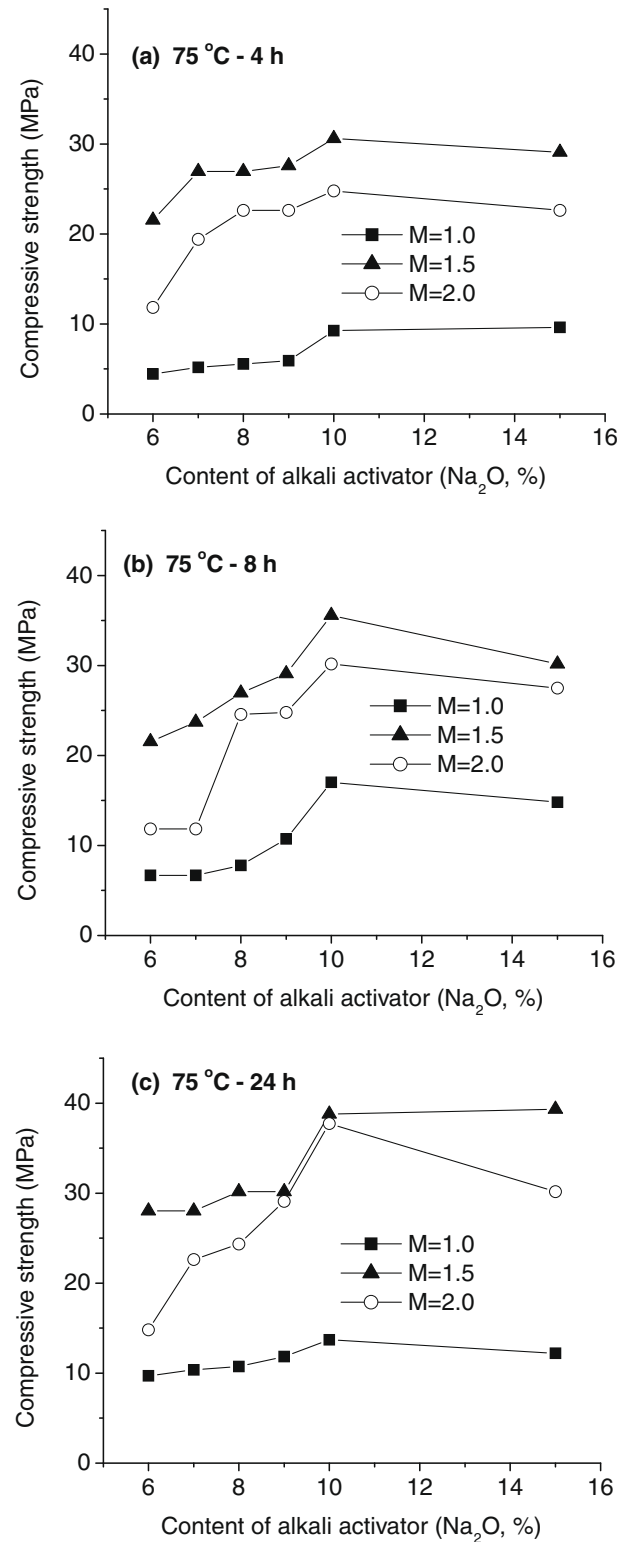 (a) 75 °C - 4 h
Compressive strength (MPa)
40
30
20
10
0
M=1.0
M=1.5
M=2.0
6 8 10 12 14 16
Content of alkali activator (Na₂O, %)
(b) 75 °C - 8 h
Compressive strength (MPa)
40
30
20
10
0
M=1.0
M=1.5
M=2.0
6 8 10 12 14 16
Content of alkali activator (Na₂O, %)
(c) 75 °C - 24 h
Compressive strength (MPa)
40
30
20
10
0
M=1.0
M=1.5
M=2.0
6 8 10 12 14 16
Content of alkali activator (Na₂O, %)